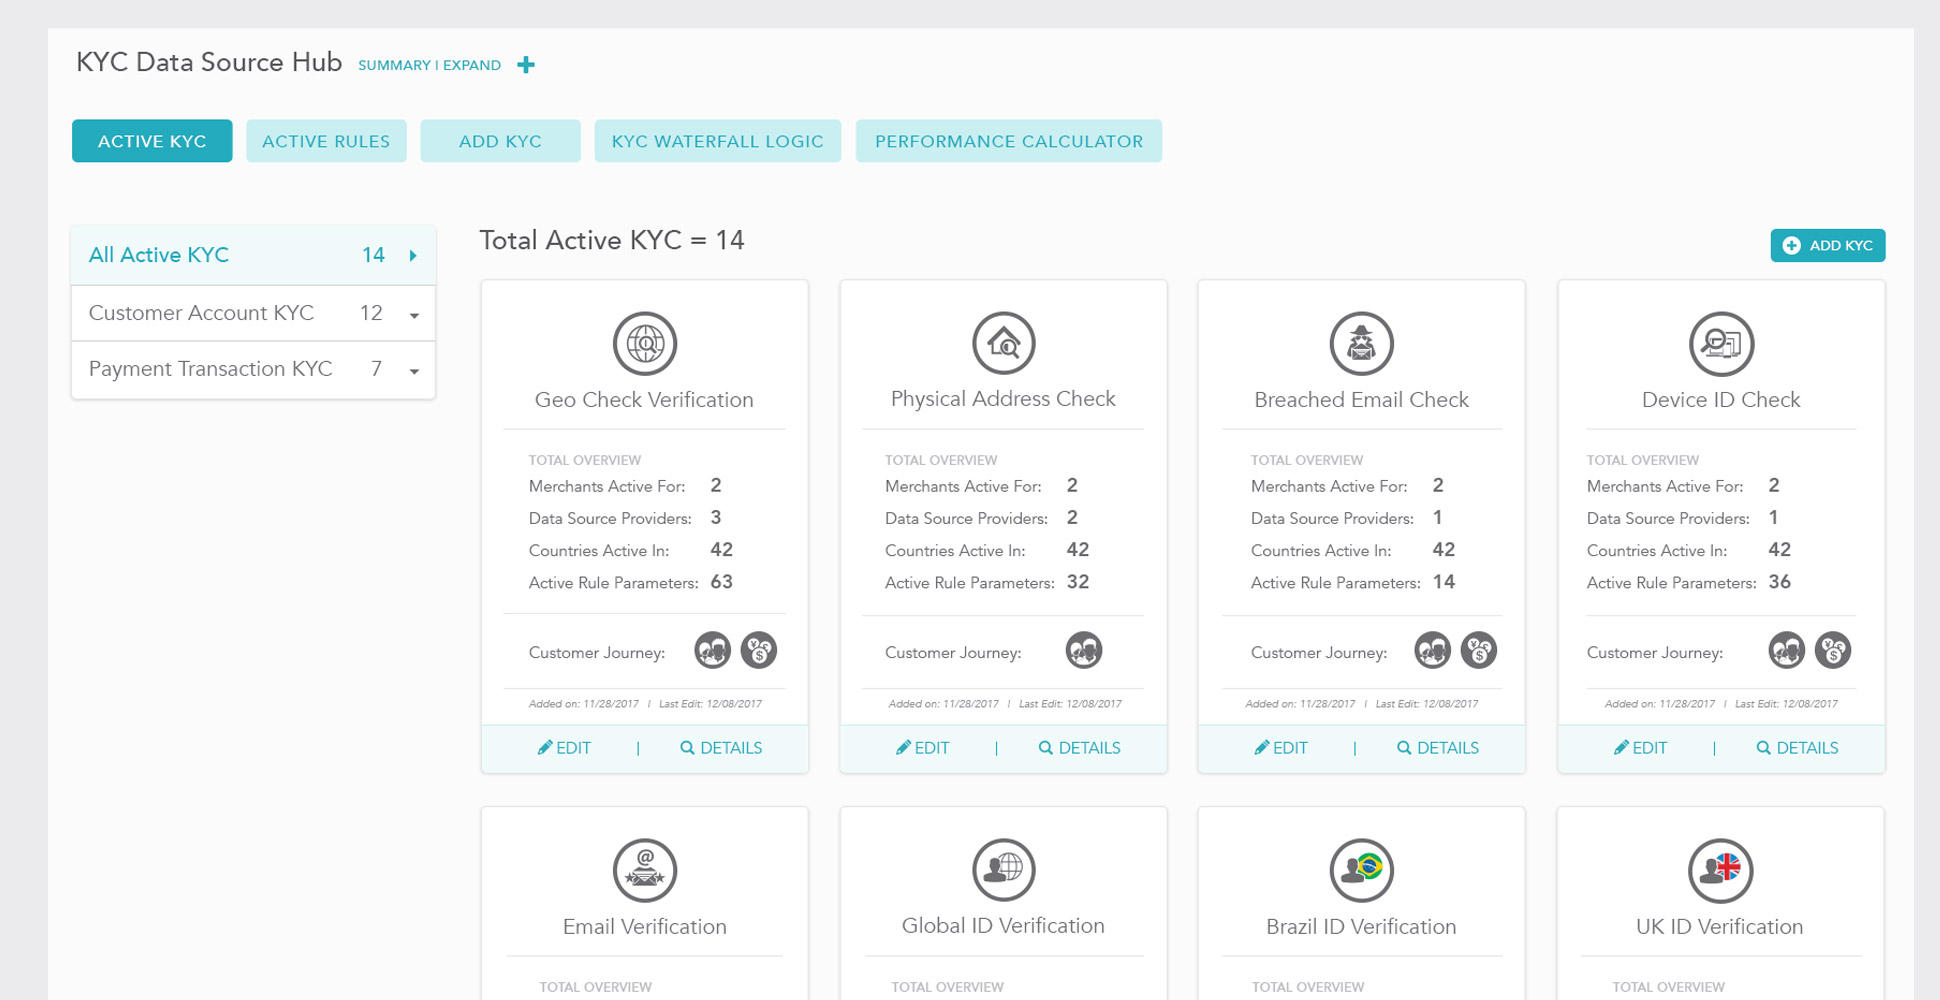 KYC Data Source Hub SUMMARY | EXPAND
ACTIVE KYC ACTIVE RULES ADD KYC KYC WATERFALL LOGIC PERFORMANCE CALCULATOR
All Active KYC 14
Customer Account KYC 12
Payment Transaction KYC 7
Total Active KYC = 14
ADD KYC
Geo Check Verification
TOTAL OVERVIEW
Merchants Active For: 2
Data Source Providers: 3
Countries Active In: 42
Active Rule Parameters: 63
Customer Journey:
Added on: 11/28/2017 | Last Edit: 12/08/2017
EDIT | DETAILS
Physical Address Check
TOTAL OVERVIEW
Merchants Active For: 2
Data Source Providers: 2
Countries Active In: 42
Active Rule Parameters: 32
Customer Journey:
Added on: 11/28/2017 | Last Edit: 12/08/2017
EDIT | DETAILS
Breached Email Check
TOTAL OVERVIEW
Merchants Active For: 2
Data Source Providers: 1
Countries Active In: 42
Active Rule Parameters: 14
Customer Journey:
Added on: 11/28/2017 | Last Edit: 12/08/2017
EDIT | DETAILS
Device ID Check
TOTAL OVERVIEW
Merchants Active For: 2
Data Source Providers: 1
Countries Active In: 42
Active Rule Parameters: 36
Customer Journey:
Added on: 11/28/2017 | Last Edit: 12/08/2017
EDIT | DETAILS
Email Verification
TOTAL OVERVIEW
Global ID Verification
TOTAL OVERVIEW
Brazil ID Verification
TOTAL OVERVIEW
UK ID Verification
TOTAL OVERVIEW